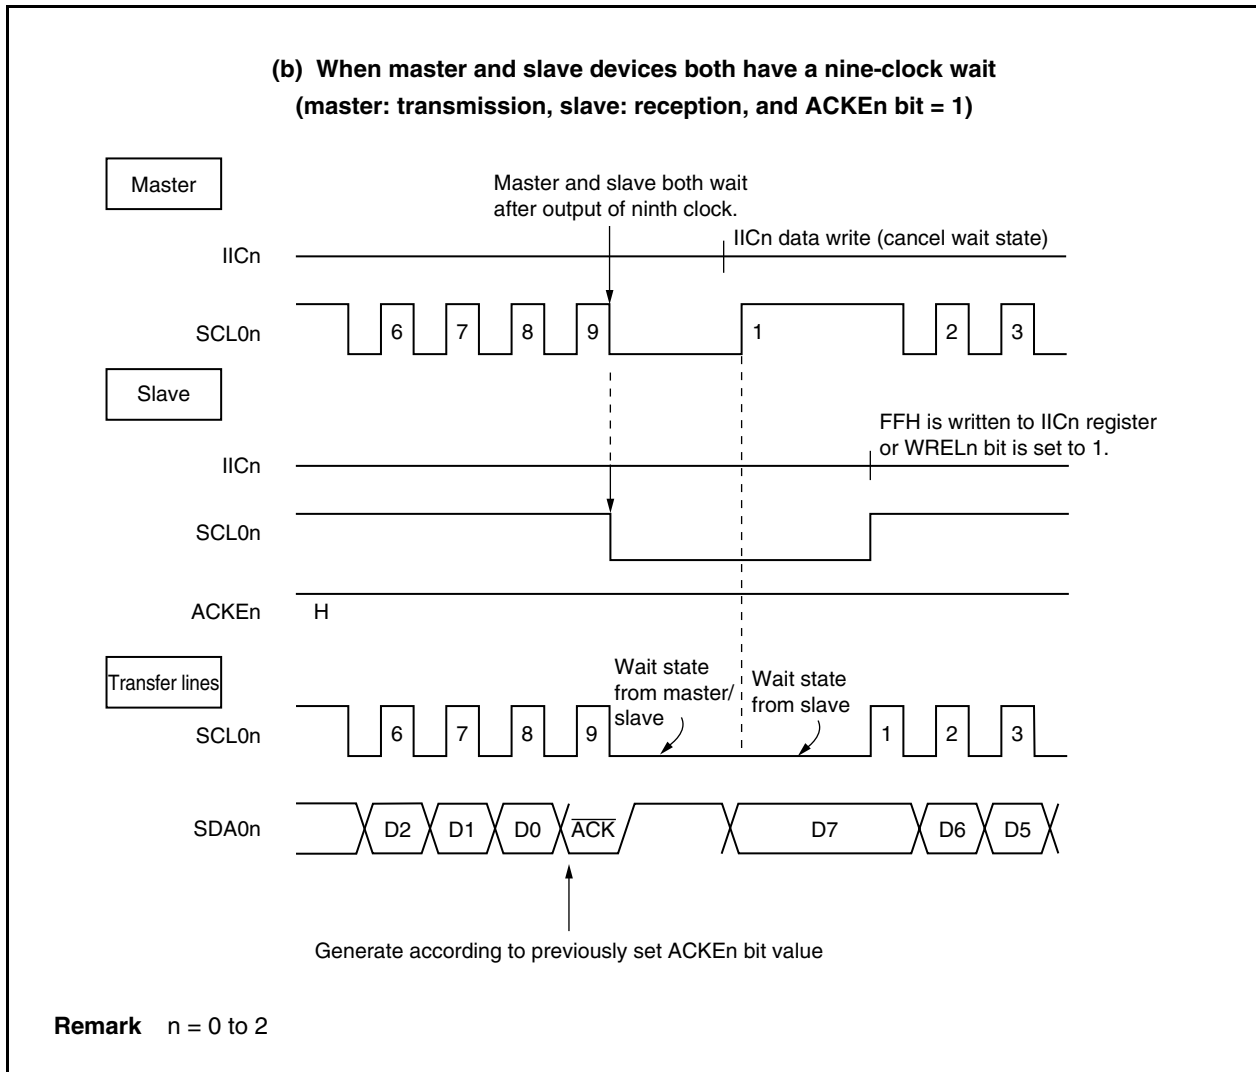 (b) When master and slave devices both have a nine-clock wait
(master: transmission, slave: reception, and ACKEn bit = 1)
Master
Master and slave both wait
after output of ninth clock.
IICn data write (cancel wait state)
IICn
SCL0n
6 7 8 9 1 2 3
Slave
FFH is written to IICn register
or WRELn bit is set to 1.
IICn
SCL0n
ACKEn H
Transfer lines
Wait state
from master/
slave
Wait state
from slave
SCL0n
6 7 8 9 1 2 3
SDA0n
D2 D1 D0 A̅C̅K̅ D7 D6 D5
Generate according to previously set ACKEn bit value
Remark n = 0 to 2